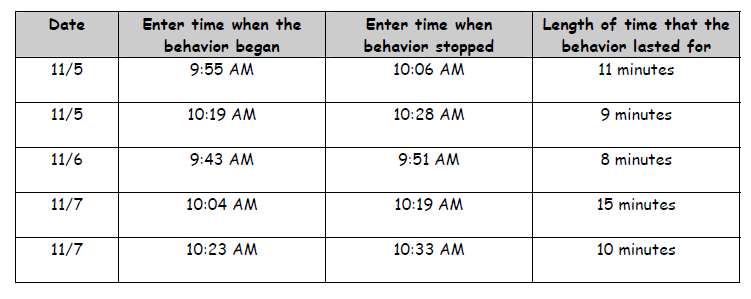 Date Enter time when the Enter time when Length of time that the
behavior began behavior stopped behavior lasted for
11/5 9:55 AM 10:06 AM 11 minutes
11/5 10:19 AM 10:28 AM 9 minutes
11/6 9:43 AM 9:51 AM 8 minutes
11/7 10:04 AM 10:19 AM 15 minutes
11/7 10:23 AM 10:33 AM 10 minutes